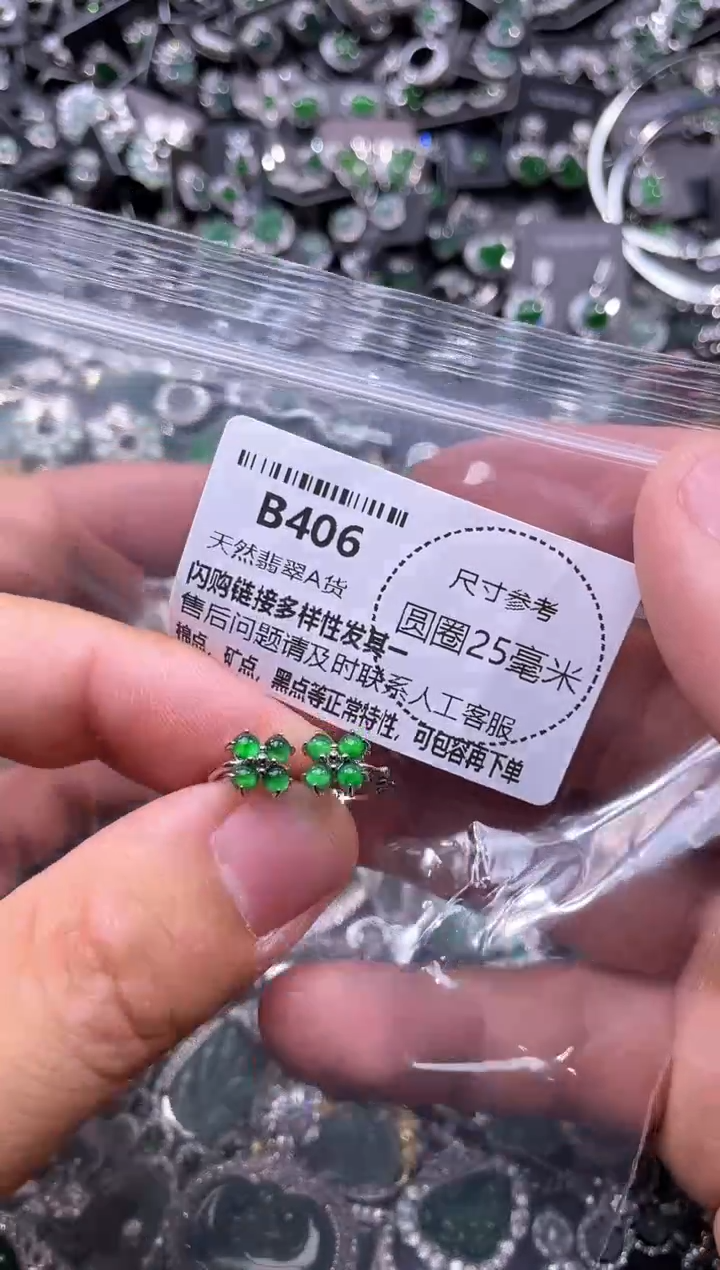 B406
天然翡翠A货
闪购链接多样性发其一
售后问题请及时联系人工客服
棉点，矿点，黑点等正常特性，可包容再下单
尺寸参考
圆圈25毫米